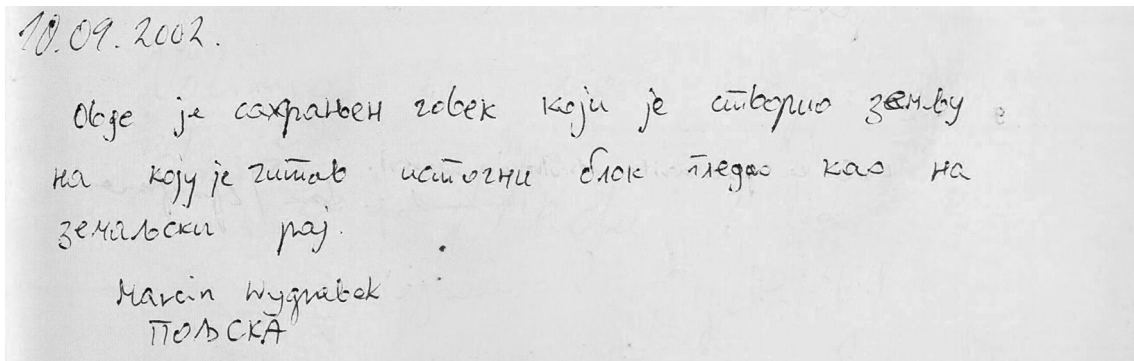 10.09.2002.
Овде је сахрањен човек који је створио земљу
на коју је читав источни блок гледао као на
земаљски рај.
Marcin Wygrabek
ПОЉСКА